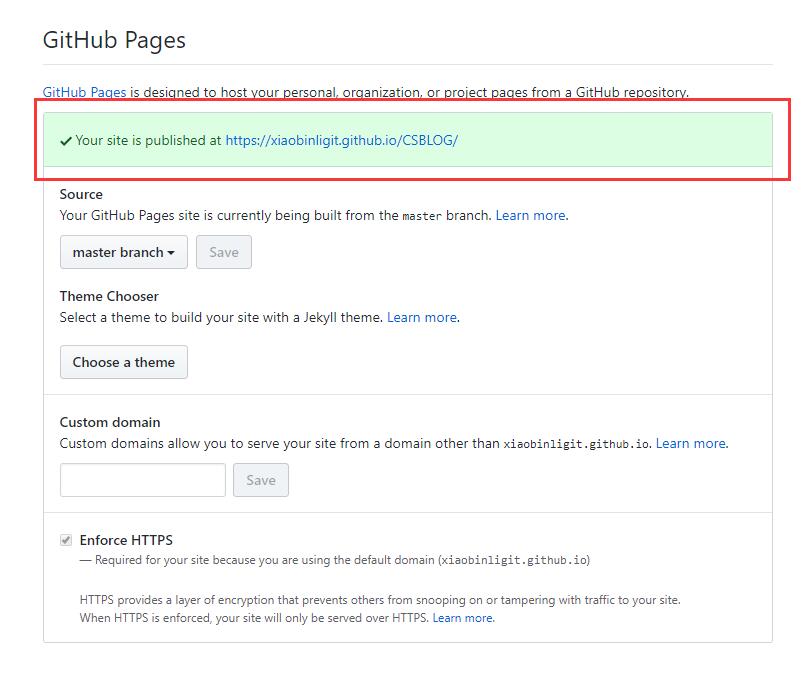 GitHub Pages
GitHub Pages is designed to host your personal, organization, or project pages from a GitHub repository.
Your site is published at https://xiaobinligit.github.io/CSBLOG/
Source
Your GitHub Pages site is currently being built from the master branch. Learn more.
master branch Save
Theme Chooser
Select a theme to build your site with a Jekyll theme. Learn more.
Choose a theme
Custom domain
Custom domains allow you to serve your site from a domain other than xiaobinligit.github.io. Learn more.
Save
Enforce HTTPS
— Required for your site because you are using the default domain (xiaobinligit.github.io)
HTTPS provides a layer of encryption that prevents others from snooping on or tampering with traffic to your site.
When HTTPS is enforced, your site will only be served over HTTPS. Learn more.